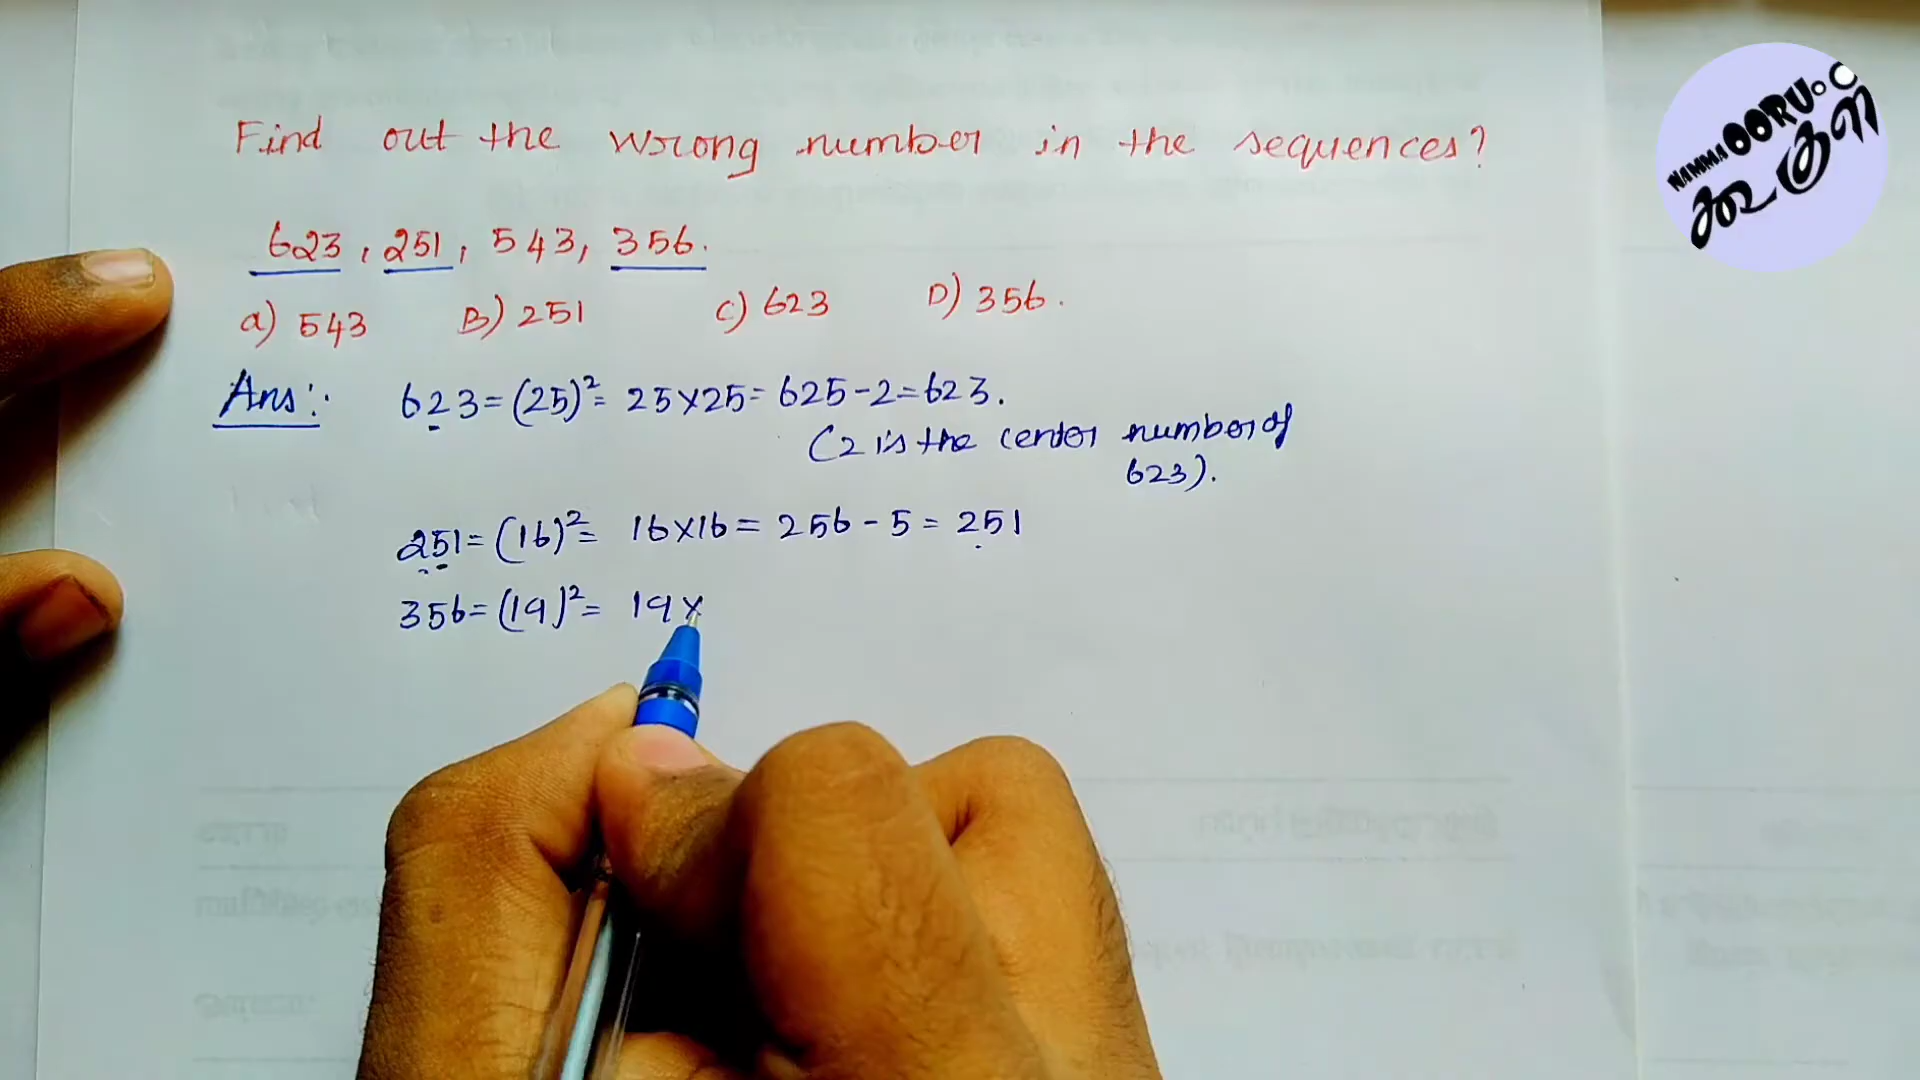 Find out the wrong number in the sequences?
623, 251, 543, 356.
a) 543 B) 251 C) 623 D) 356.
Ans:- 623=(25)²= 25×25= 625-2=623.
(2 is the center number of
623).
251=(16)²= 16×16= 256-5=251
356=(19)²= 19×
NAMMA OORU